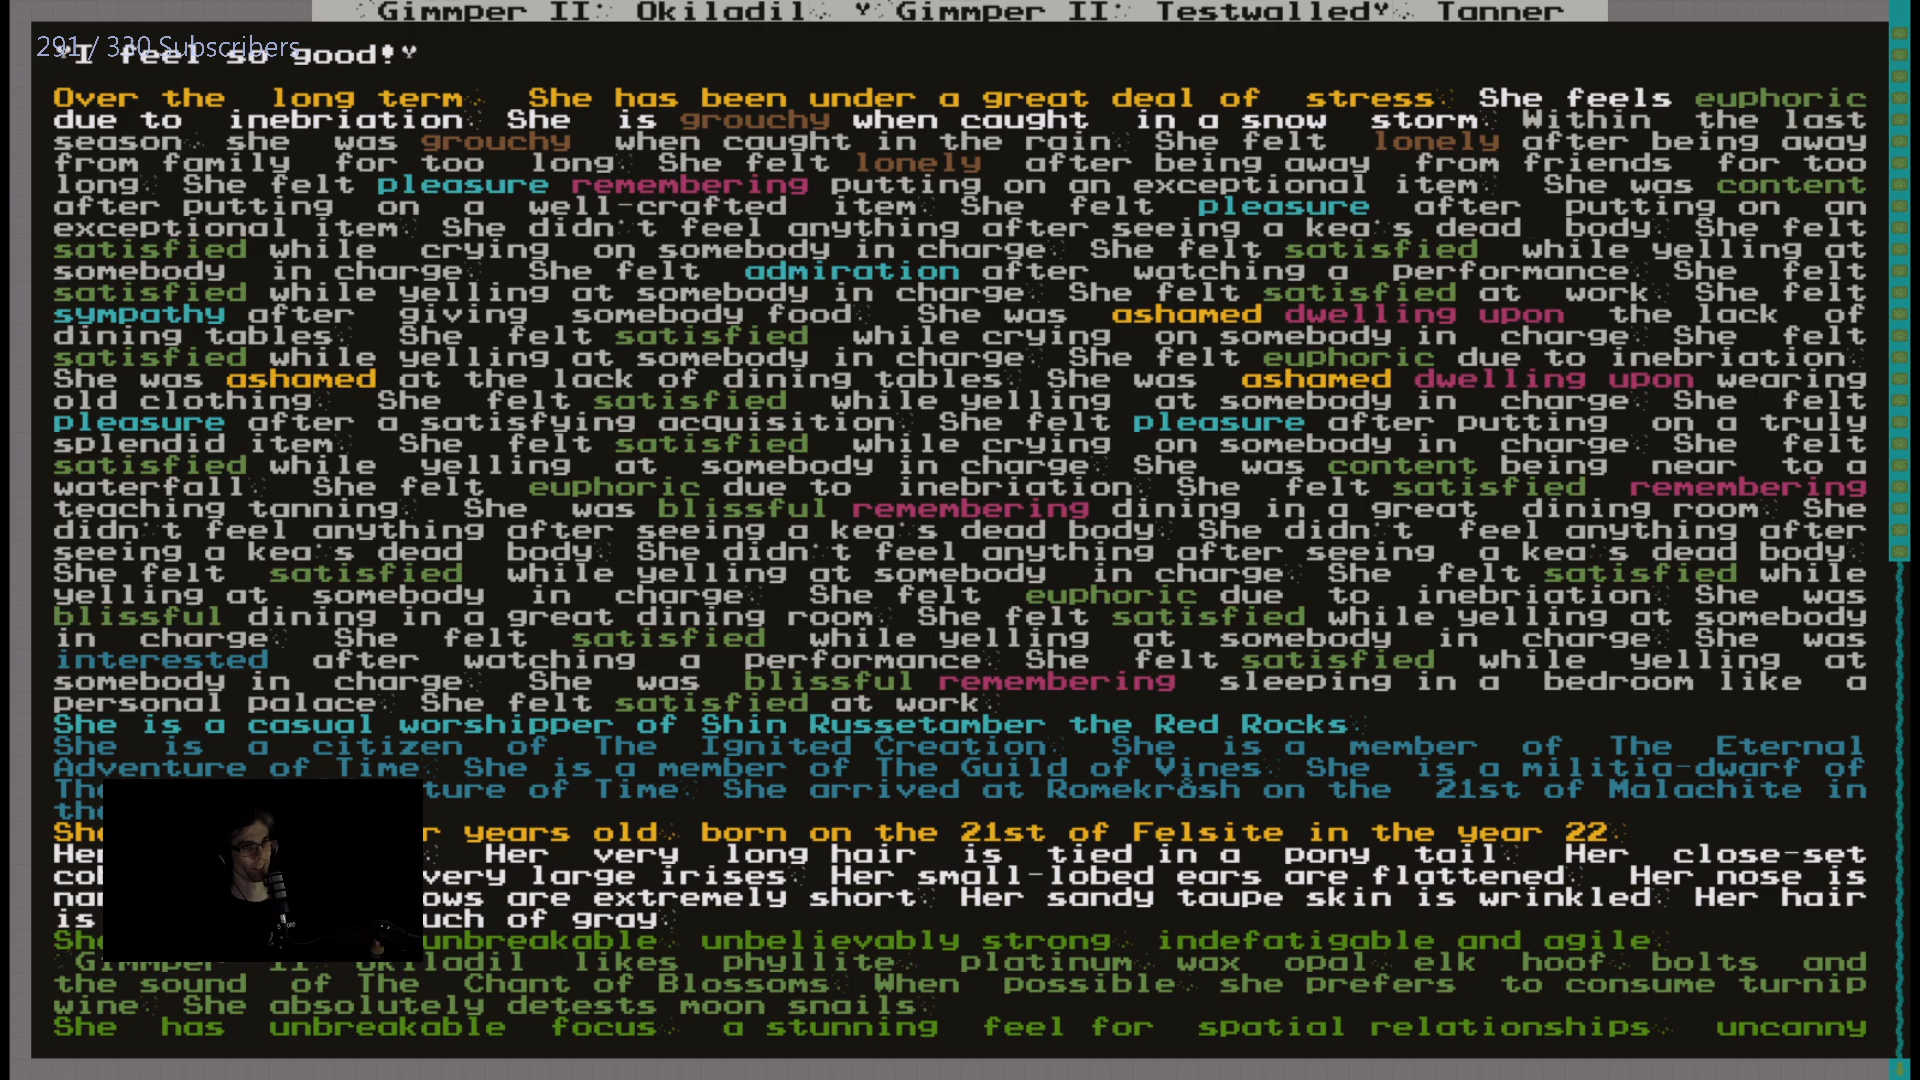 `Gimmper II' Okiladil, "Gimmper II: Testwalled", Tanner
291 / 330 Subscribers
"I feel so good!"
Over the long term, She has been under a great deal of stress. She feels euphoric
due to inebriation. She is grouchy when caught in a snow storm. Within the last
season, she was grouchy when caught in the rain. She felt lonely after being away
from family for too long. She felt lonely after being away from friends for too
long. She felt pleasure remembering putting on an exceptional item. She was content
after putting on a well-crafted item. She felt pleasure after putting on an
exceptional item. She didn't feel anything after seeing a kea's dead body. She felt
satisfied while crying on somebody in charge. She felt satisfied while yelling at
somebody in charge. She felt admiration after watching a performance. She felt
satisfied while yelling at somebody in charge. She felt satisfied at work. She felt
sympathy after giving somebody food. She was ashamed dwelling upon the lack of
dining tables. She felt satisfied while crying on somebody in charge. She felt
satisfied while yelling at somebody in charge. She felt euphoric due to inebriation.
She was ashamed at the lack of dining tables. She was ashamed dwelling upon wearing
old clothing. She felt satisfied while yelling at somebody in charge. She felt
pleasure after a satisfying acquisition. She felt pleasure after putting on a truly
splendid item. She felt satisfied while crying on somebody in charge. She felt
satisfied while yelling at somebody in charge. She was content being near to a
waterfall. She felt euphoric due to inebriation. She felt satisfied remembering
teaching tanning. She was blissful remembering dining in a great dining room. She
didn't feel anything after seeing a kea's dead body. She didn't feel anything after
seeing a kea's dead body. She didn't feel anything after seeing a kea's dead body.
She felt satisfied while yelling at somebody in charge. She felt satisfied while
yelling at somebody in charge. She felt euphoric due to inebriation. She was
blissful dining in a great dining room. She felt satisfied while yelling at somebody
in charge. She felt satisfied while yelling at somebody in charge. She was
interested after watching a performance. She felt satisfied while yelling at
somebody in charge. She was blissful remembering sleeping in a bedroom like a
personal palace. She felt satisfied at work.
She is a casual worshipper of Shin Russetamber the Red Rocks.
She is a citizen of The Ignited Creation. She is a member of The Eternal
Adventure of Time. She is a member of The Guild of Vines. She is a militia-dwarf of
The ture of Time. She arrived at Romekråsh on the 21st of Malachite in
the
She years old, born on the 21st of Felsite in the year 22.
Her Her very long hair is tied in a pony tail. Her close-set
very large irises. Her small-lobed ears are flattened. Her nose is
ows are extremely short. Her sandy taupe skin is wrinkled. Her hair
is uch of gray.
She unbreakable, unbelievably strong, indefatigable and agile.
`Gimmper II' Okiladil likes phyllite, platinum, wax opal, elk hoof, bolts and
the sound of The Chant of Blossoms. When possible, she prefers to consume turnip
wine. She absolutely detests moon snails.
She has unbreakable focus, a stunning feel for spatial relationships, uncanny